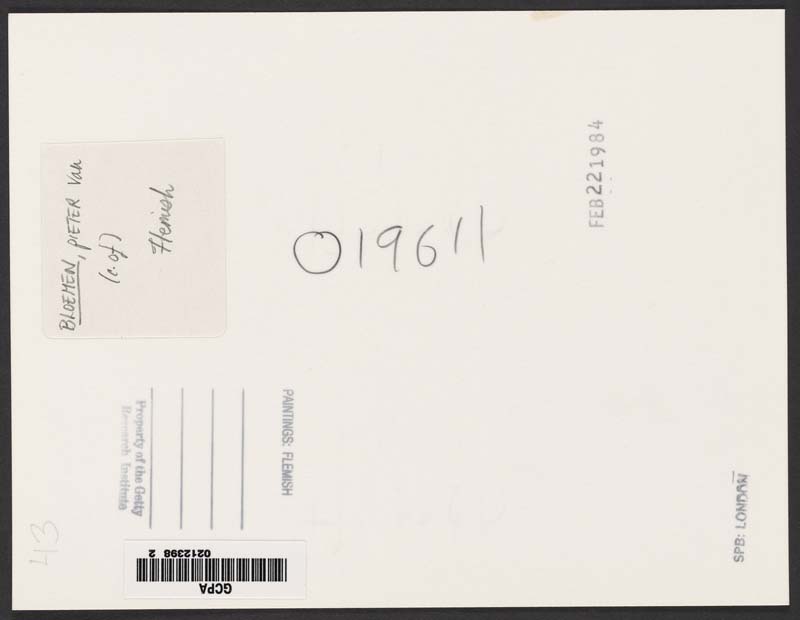 BLOEMEN, PIETER Van
(c. of)
Flemish
019611
FEB 22 1984
PAINTINGS: FLEMISH
Property of the Getty
Research Institute
43
GCPA
0212398 2
SPB: LONDON